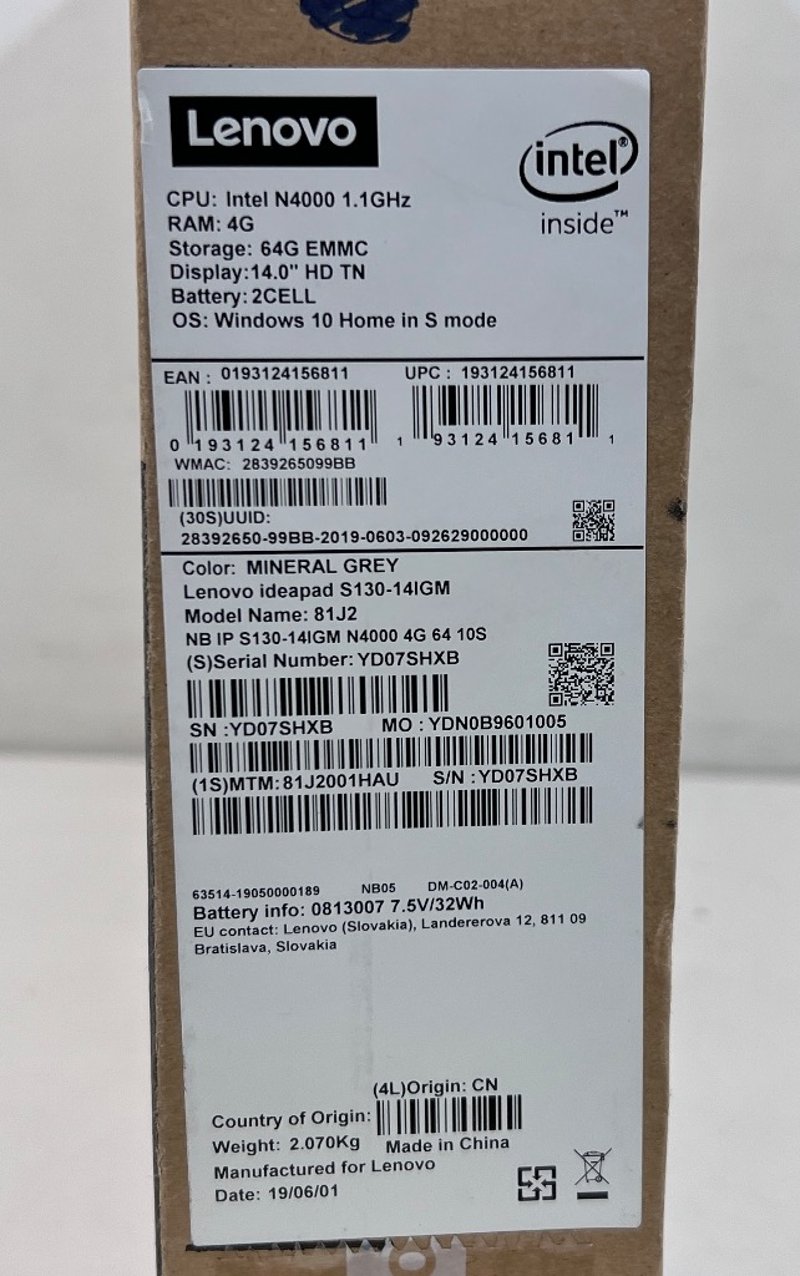 Lenovo
intel®
inside™
CPU: Intel N4000 1.1GHz
RAM: 4G
Storage: 64G EMMC
Display:14.0" HD TN
Battery:2CELL
OS: Windows 10 Home in S mode
EAN : 0193124156811 UPC : 193124156811
0 193124 156811 1 93124 15681 1
WMAC: 2839265099BB
(30S)UUID:
28392650-99BB-2019-0603-092629000000
Color: MINERAL GREY
Lenovo ideapad S130-14IGM
Model Name: 81J2
NB IP S130-14IGM N4000 4G 64 10S
(S)Serial Number: YD07SHXB
SN :YD07SHXB MO : YDN0B9601005
(1S)MTM:81J2001HAU S/N :YD07SHXB
63514-19050000189 NB05 DM-C02-004(A)
Battery info: 0813007 7.5V/32Wh
EU contact: Lenovo (Slovakia), Landererova 12, 811 09
Bratislava, Slovakia
(4L)Origin: CN
Country of Origin:
Weight: 2.070Kg Made in China
Manufactured for Lenovo
Date: 19/06/01